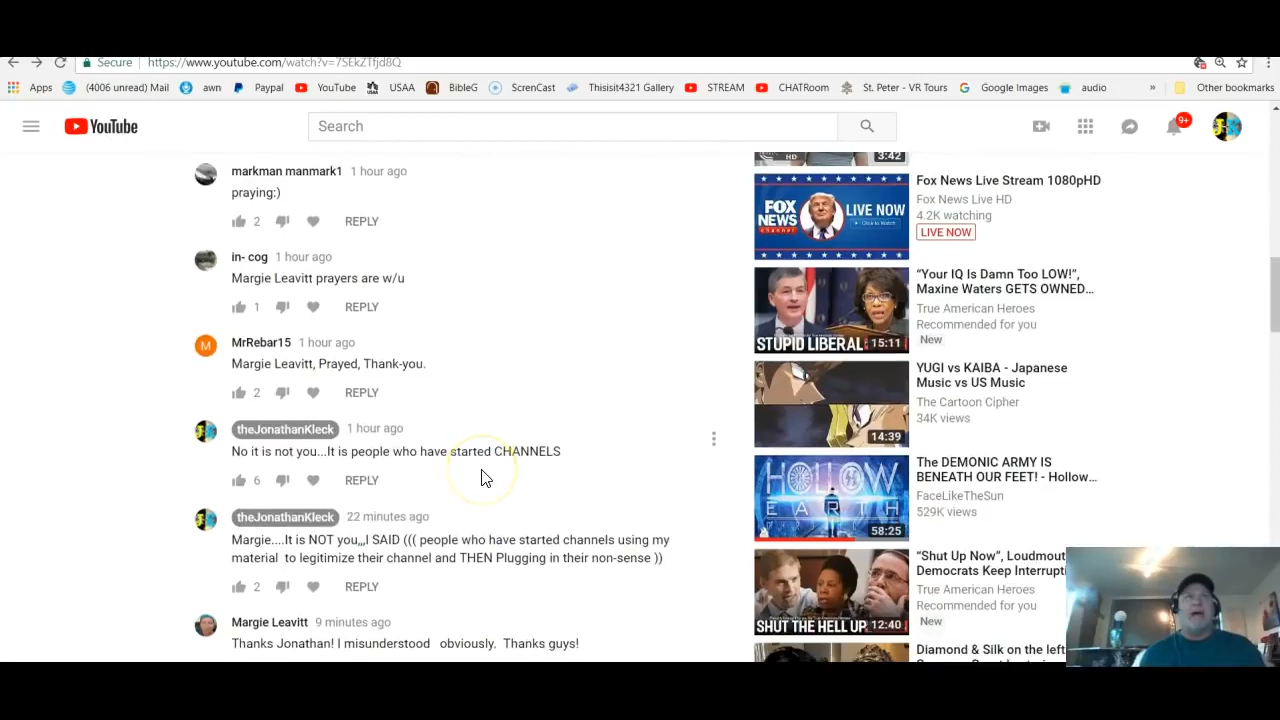 Secure
https://www.youtube.com/watch?v=7SEkZTfjd8Q
Apps
(4006 unread) Mail
awn
Paypal
YouTube
USAA
BibleG
ScrenCast
Thisisit4321 Gallery
STREAM
CHATRoom
St. Peter - VR Tours
Google Images
audio
»
Other bookmarks
YouTube
Search
9+
markman manmark1 1 hour ago
praying:)
2 REPLY
in- cog 1 hour ago
Margie Leavitt prayers are w/u
1 REPLY
M
MrRebar15 1 hour ago
Margie Leavitt, Prayed, Thank-you.
2 REPLY
theJonathanKleck 1 hour ago
No it is not you...It is people who have started CHANNELS
6 REPLY
theJonathanKleck 22 minutes ago
Margie....It is NOT you,,,I SAID ((( people who have started channels using my
material to legitimize their channel and THEN Plugging in their non-sense ))
2 REPLY
Margie Leavitt 9 minutes ago
Thanks Jonathan! I misunderstood obviously. Thanks guys!
HD
3:42
FOX
NEWS
channel
LIVE NOW
Click to Watch
Fox News Live Stream 1080pHD
Fox News Live HD
4.2K watching
LIVE NOW
STUPID LIBERAL
15:11
“Your IQ Is Damn Too LOW!”,
Maxine Waters GETS OWNED...
True American Heroes
Recommended for you
New
14:39
YUGI vs KAIBA - Japanese
Music vs US Music
The Cartoon Cipher
34K views
HOLLOW
EARTH
58:25
The DEMONIC ARMY IS
BENEATH OUR FEET! - Hollow...
FaceLikeTheSun
529K views
SHUT THE HELL UP
12:40
“Shut Up Now”, Loudmout
Democrats Keep Interrupti
True American Heroes
Recommended for you
New
Diamond & Silk on the left